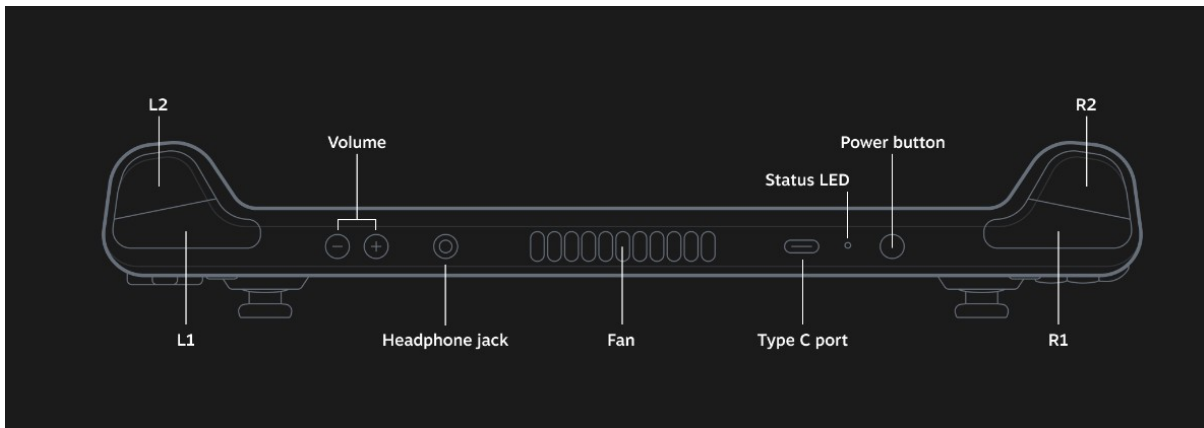 L2
R2
Volume
Power button
Status LED
L1
Headphone jack
Fan
Type C port
R1